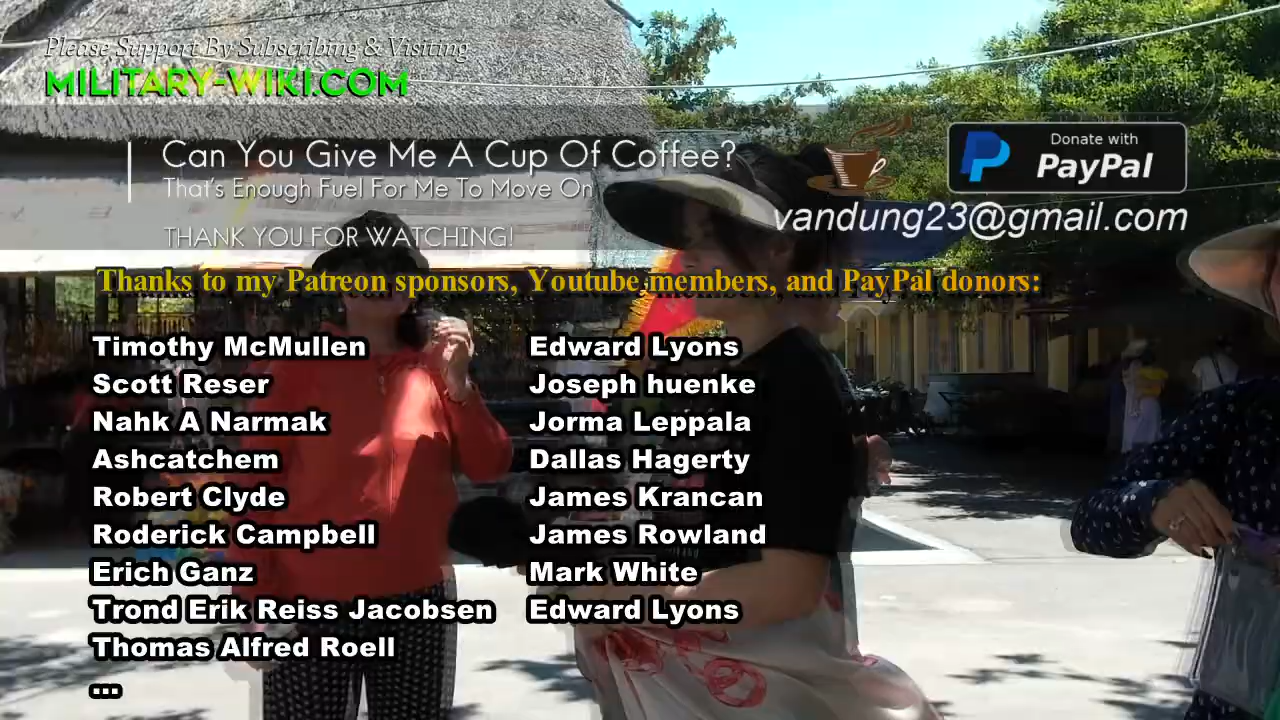 Please Support By Subscribing & Visiting
MILITARY-WIKI.COM
Can You Give Me A Cup Of Coffee?
That's Enough Fuel For Me To Move On
THANK YOU FOR WATCHING!
Donate with
PayPal
vandung23@gmail.com
Thanks to my Patreon sponsors, Youtube members, and PayPal donors:
Timothy McMullen
Scott Reser
Nahk A Narmak
Ashcatchem
Robert Clyde
Roderick Campbell
Erich Ganz
Trond Erik Reiss Jacobsen
Thomas Alfred Roell
...
Edward Lyons
Joseph huenke
Jorma Leppala
Dallas Hagerty
James Krancan
James Rowland
Mark White
Edward Lyons